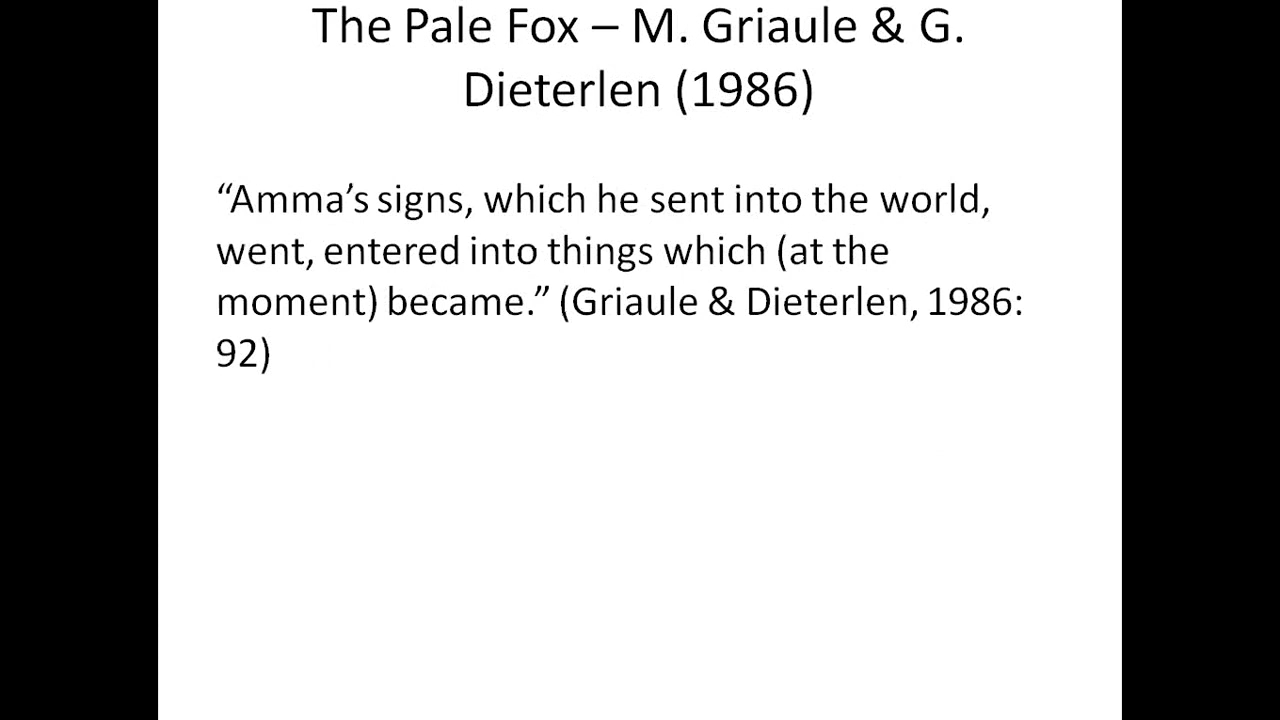 The Pale Fox – M. Griaule & G.
Dieterlen (1986)
“Amma’s signs, which he sent into the world,
went, entered into things which (at the
moment) became.” (Griaule & Dieterlen, 1986:
92)